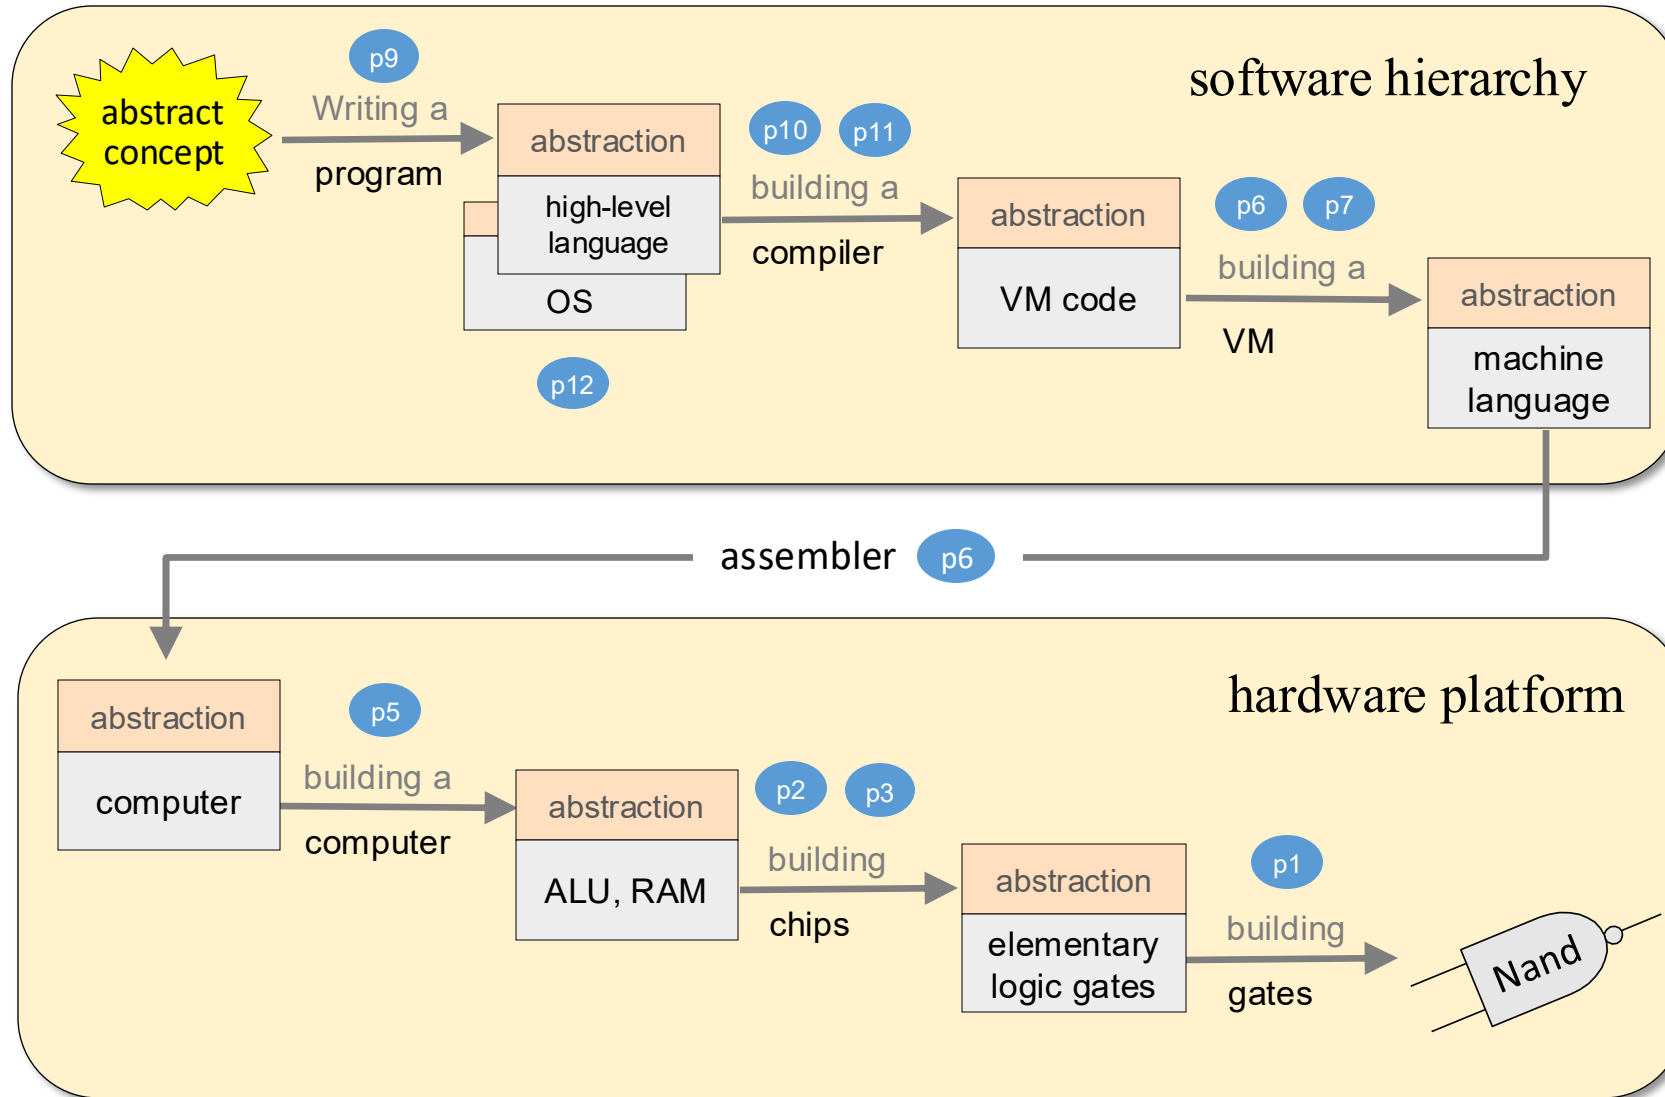 software hierarchy
abstract
concept
p9
Writing a
program
abstraction
high-level
language
OS
p12
p10 p11
building a
compiler
abstraction
VM code
p6 p7
building a
VM
abstraction
machine
language
assembler p6
hardware platform
abstraction
computer
p5
building a
computer
abstraction
ALU, RAM
p2 p3
building
chips
abstraction
elementary
logic gates
p1
building
gates
Nand